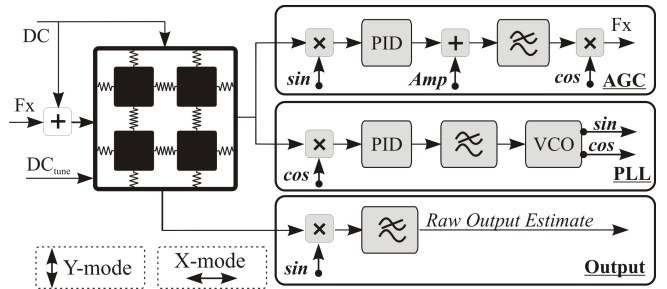 DC
Fx
+
DCtune
×
sin
PID
+
Amp
×
cos
Fx
AGC
×
cos
PID
VCO
sin
cos
PLL
×
sin
Raw Output Estimate
Output
Y-mode
X-mode